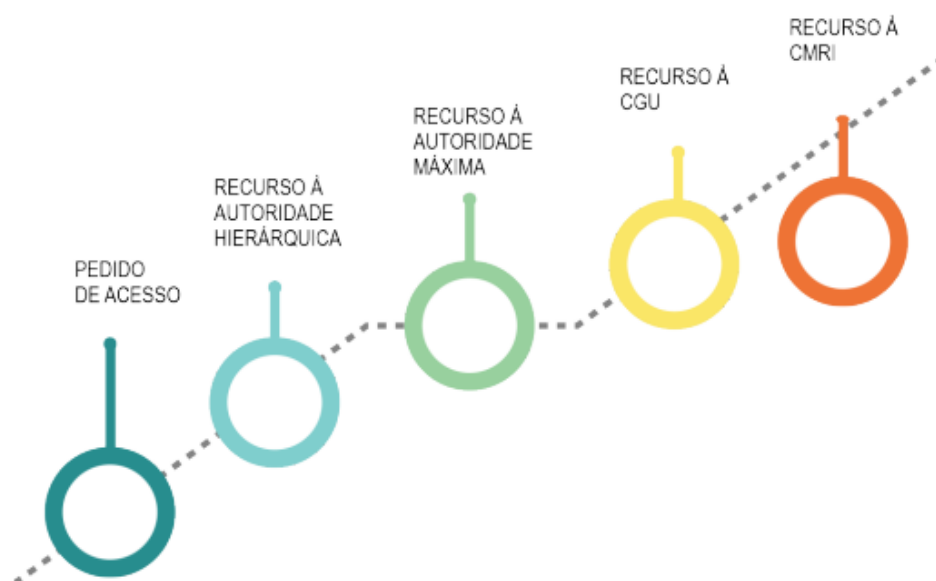 PEDIDO
DE ACESSO
RECURSO À
AUTORIDADE
HIERÁRQUICA
RECURSO À
AUTORIDADE
MÁXIMA
RECURSO À
CGU
RECURSO À
CMRI